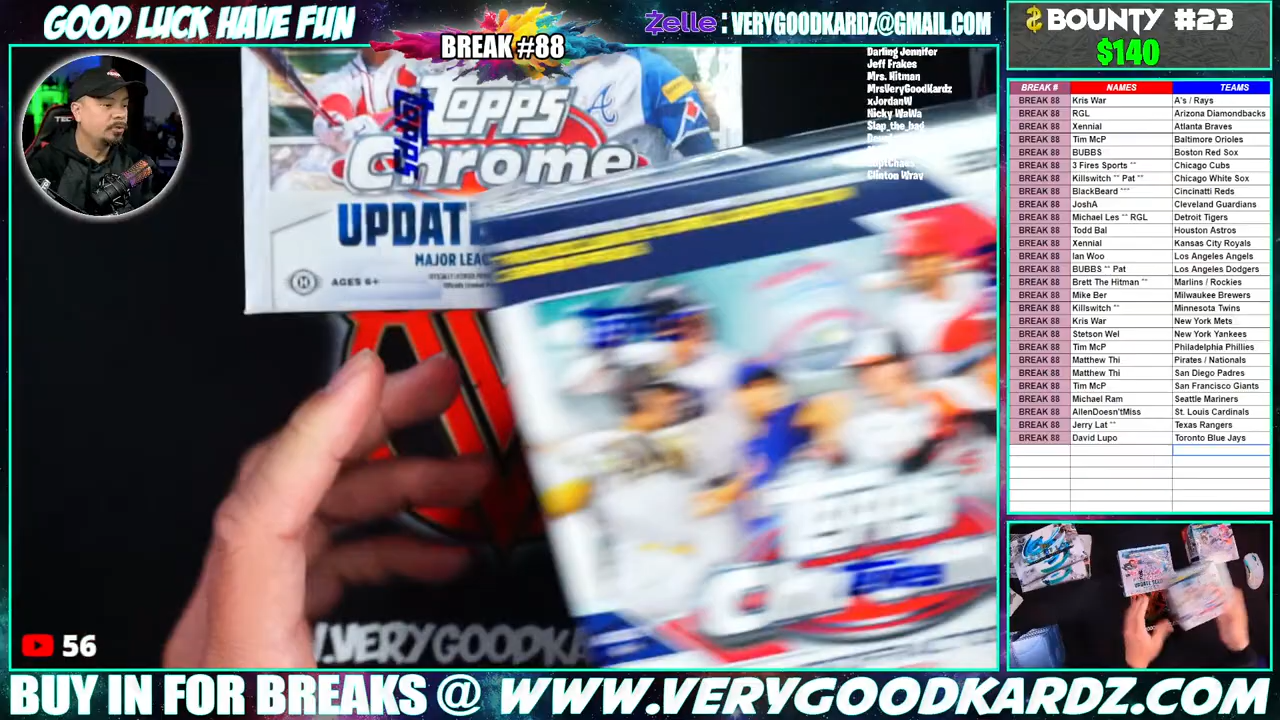 GOOD LUCK HAVE FUN
BREAK #88
Zelle : VERYGOODKARDZ@GMAIL.COM
$ BOUNTY #23
$140
Darling Jennifer
Jeff Frakes
Mrs. Hitman
MrsVeryGoodKardz
xJordanW
Nicky WaWa
Slap_the_bad
Clinton Wray
TOPPS
Topps
Chrome
UPDAT
MAJOR LEAG
AGES 6+
BREAK # NAMES TEAMS
BREAK 88 Kris War A's / Rays
BREAK 88 RGL Arizona Diamondbacks
BREAK 88 Xennial Atlanta Braves
BREAK 88 Tim McP Baltimore Orioles
BREAK 88 BUBBS Boston Red Sox
BREAK 88 3 Fires Sports ** Chicago Cubs
BREAK 88 Killswitch ** Pat ** Chicago White Sox
BREAK 88 BlackBeard *** Cincinatti Reds
BREAK 88 JoshA Cleveland Guardians
BREAK 88 Michael Les ** RGL Detroit Tigers
BREAK 88 Todd Bal Houston Astros
BREAK 88 Xennial Kansas City Royals
BREAK 88 Ian Woo Los Angeles Angels
BREAK 88 BUBBS ** Pat Los Angeles Dodgers
BREAK 88 Brett The Hitman ** Marlins / Rockies
BREAK 88 Mike Ber Milwaukee Brewers
BREAK 88 Killswitch ** Minnesota Twins
BREAK 88 Kris War New York Mets
BREAK 88 Stetson Wel New York Yankees
BREAK 88 Tim McP Philadelphia Phillies
BREAK 88 Matthew Thi Pirates / Nationals
BREAK 88 Matthew Thi San Diego Padres
BREAK 88 Tim McP San Francisco Giants
BREAK 88 Michael Ram Seattle Mariners
BREAK 88 AllenDoesn'tMiss St. Louis Cardinals
BREAK 88 Jerry Lat ** Texas Rangers
BREAK 88 David Lupo Toronto Blue Jays
.VERYGOODKA
56
BUY IN FOR BREAKS @ WWW.VERYGOODKARDZ.COM